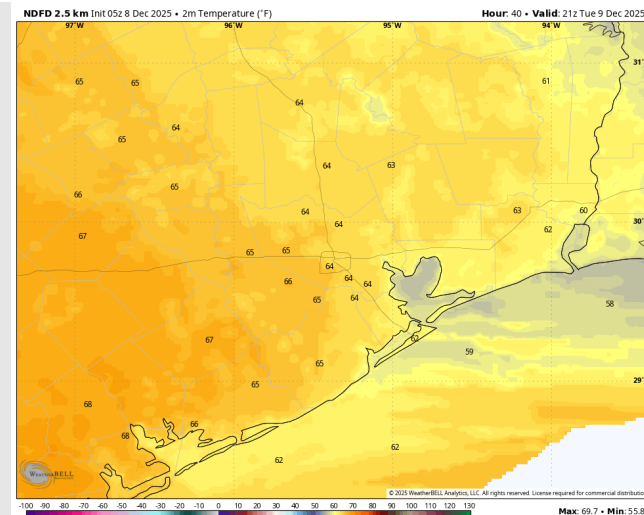 NDFD 2.5 km Init 05z 8 Dec 2025 • 2m Temperature (°F) Hour: 40 • Valid: 21z Tue 9 Dec 2025
97°W 96°W 95°W 94°W
31°
65 65 61
64
64
65
63
64
65
66
64 63 60
64 62 30°
67
65 65
64
66 64 64
65 64 58
67 62
59
65
29°
65
68
66
68
62
62
WEATHERBELL
© 2025 WeatherBELL Analytics, LLC. All rights reserved. License required for commercial distributio
-100 -90 -80 -70 -60 -50 -40 -30 -20 -10 0 10 20 30 40 50 60 70 80 90 100 110 120 130
Max: 69.7 • Min: